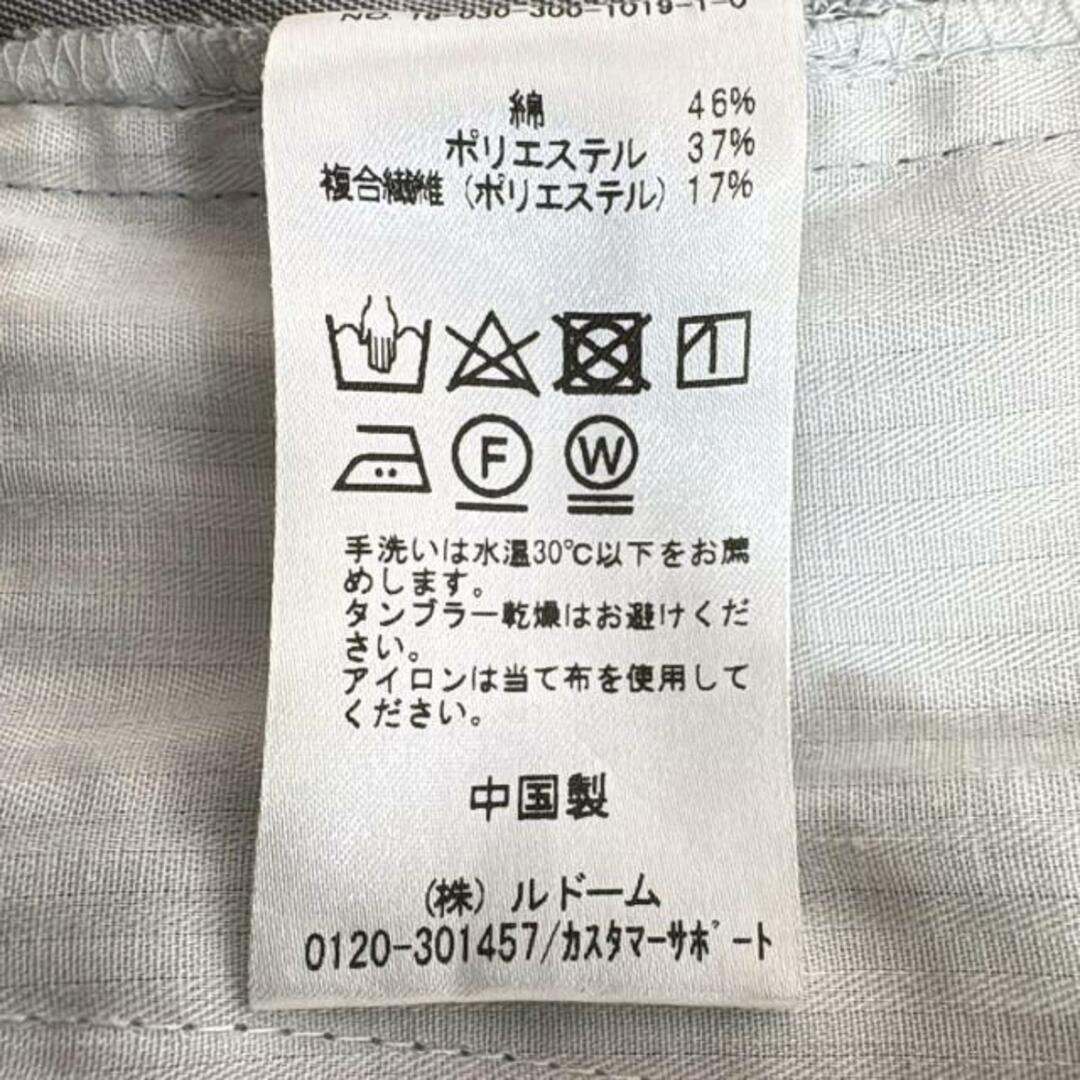 綿 46%
ポリエステル 37%
複合繊維(ポリエステル) 17%
F W
手洗いは水温30℃以下をお薦
めします。
タンブラー乾燥はお避けくだ
さい。
アイロンは当て布を使用して
ください。
中国製
(株)ルドーム
0120-301457/カスタマーサポート